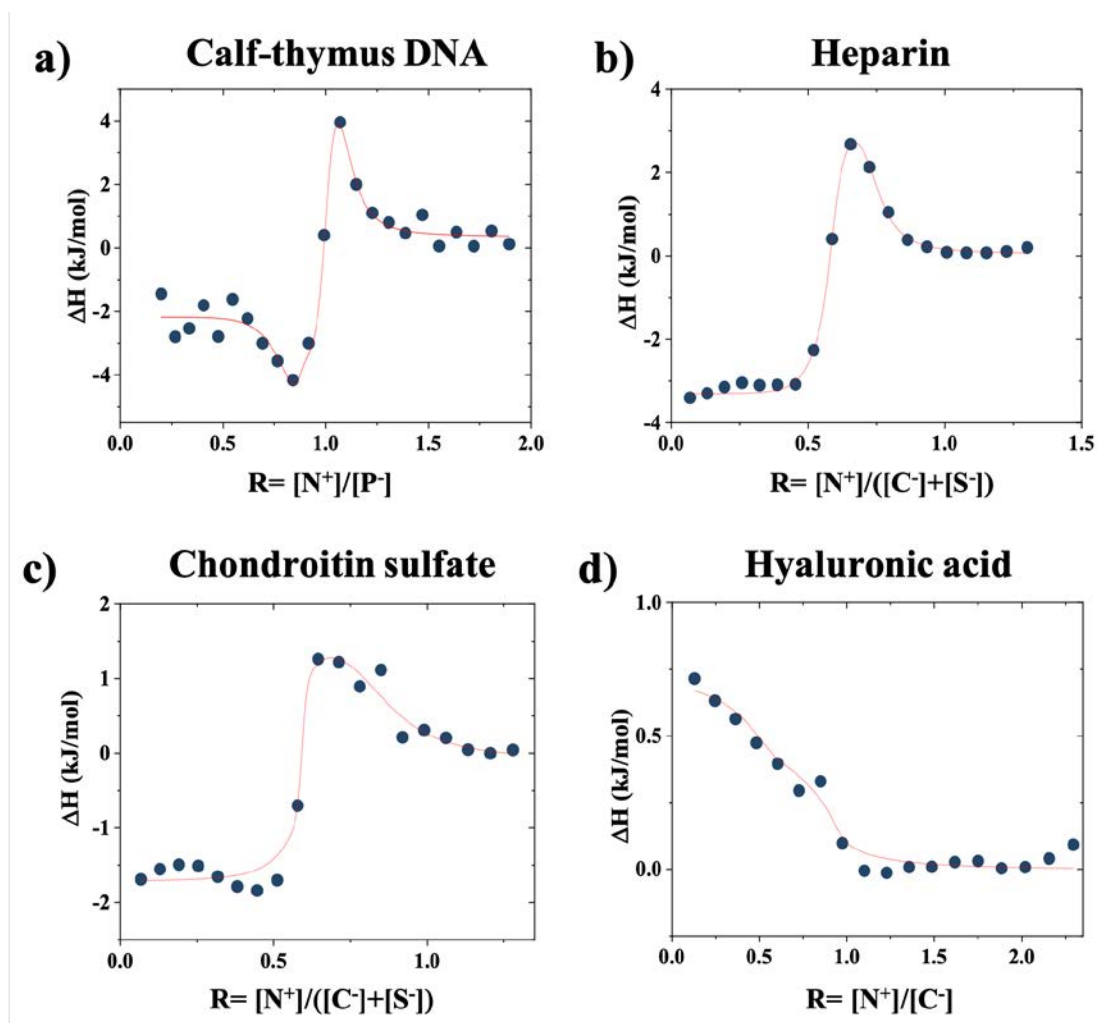 a) Calf-thymus DNA
4
2
0
-2
-4
ΔH (kJ/mol)
0.0 0.5 1.0 1.5 2.0
R= [N⁺]/[P⁻]
b) Heparin
4
2
0
-2
-4
ΔH (kJ/mol)
0.0 0.5 1.0 1.5
R= [N⁺]/([C⁻]+[S⁻])
c) Chondroitin sulfate
2
1
0
-1
-2
ΔH (kJ/mol)
0.0 0.5 1.0
R= [N⁺]/([C⁻]+[S⁻])
d) Hyaluronic acid
1.0
0.5
0.0
ΔH (kJ/mol)
0.0 0.5 1.0 1.5 2.0
R= [N⁺]/[C⁻]